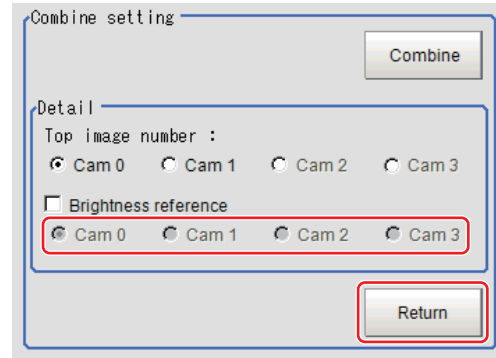 Combine setting
Combine
Detail
Top image number :
Cam 0 Cam 1 Cam 2 Cam 3
Brightness reference
Cam 0 Cam 1 Cam 2 Cam 3
Return